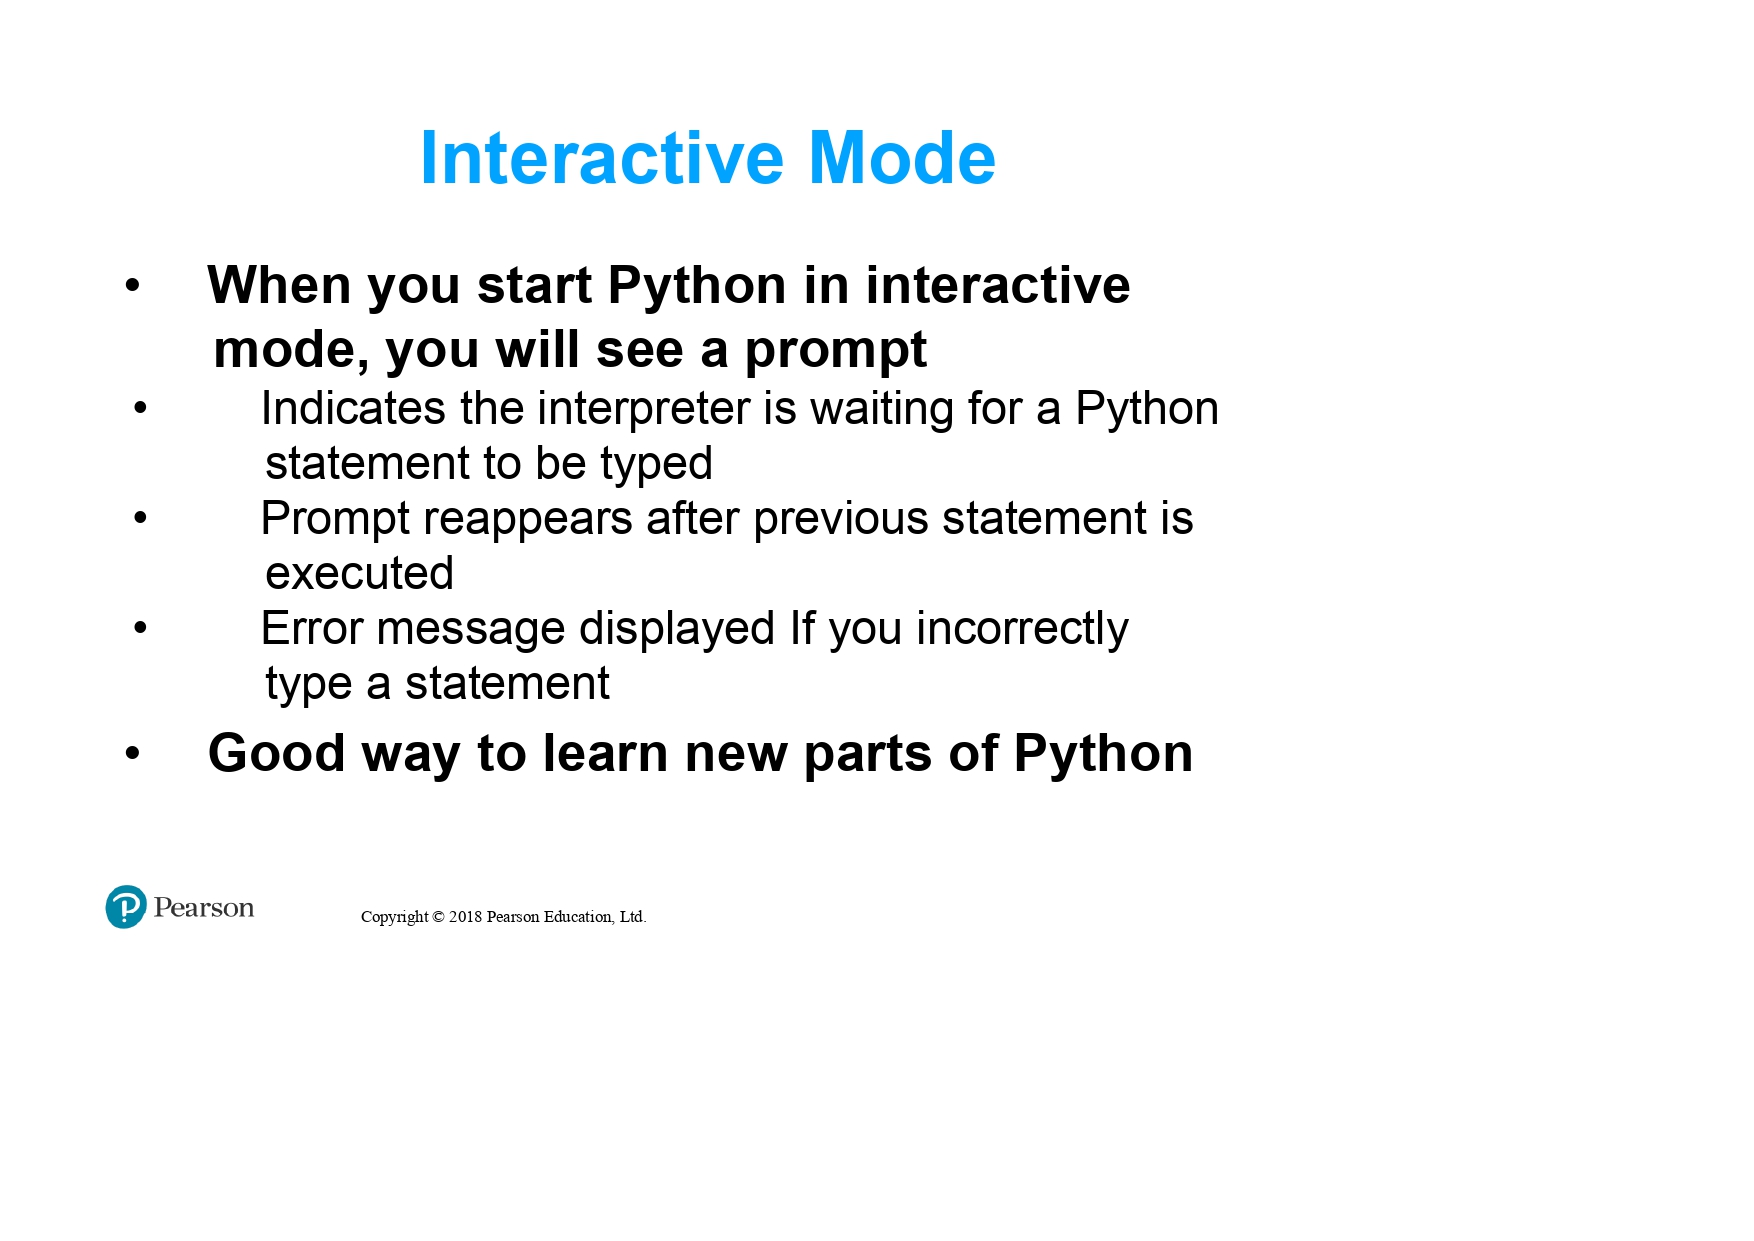 Interactive Mode
• When you start Python in interactive
mode, you will see a prompt
• Indicates the interpreter is waiting for a Python
statement to be typed
• Prompt reappears after previous statement is
executed
• Error message displayed If you incorrectly
type a statement
• Good way to learn new parts of Python
Pearson
Copyright © 2018 Pearson Education, Ltd.